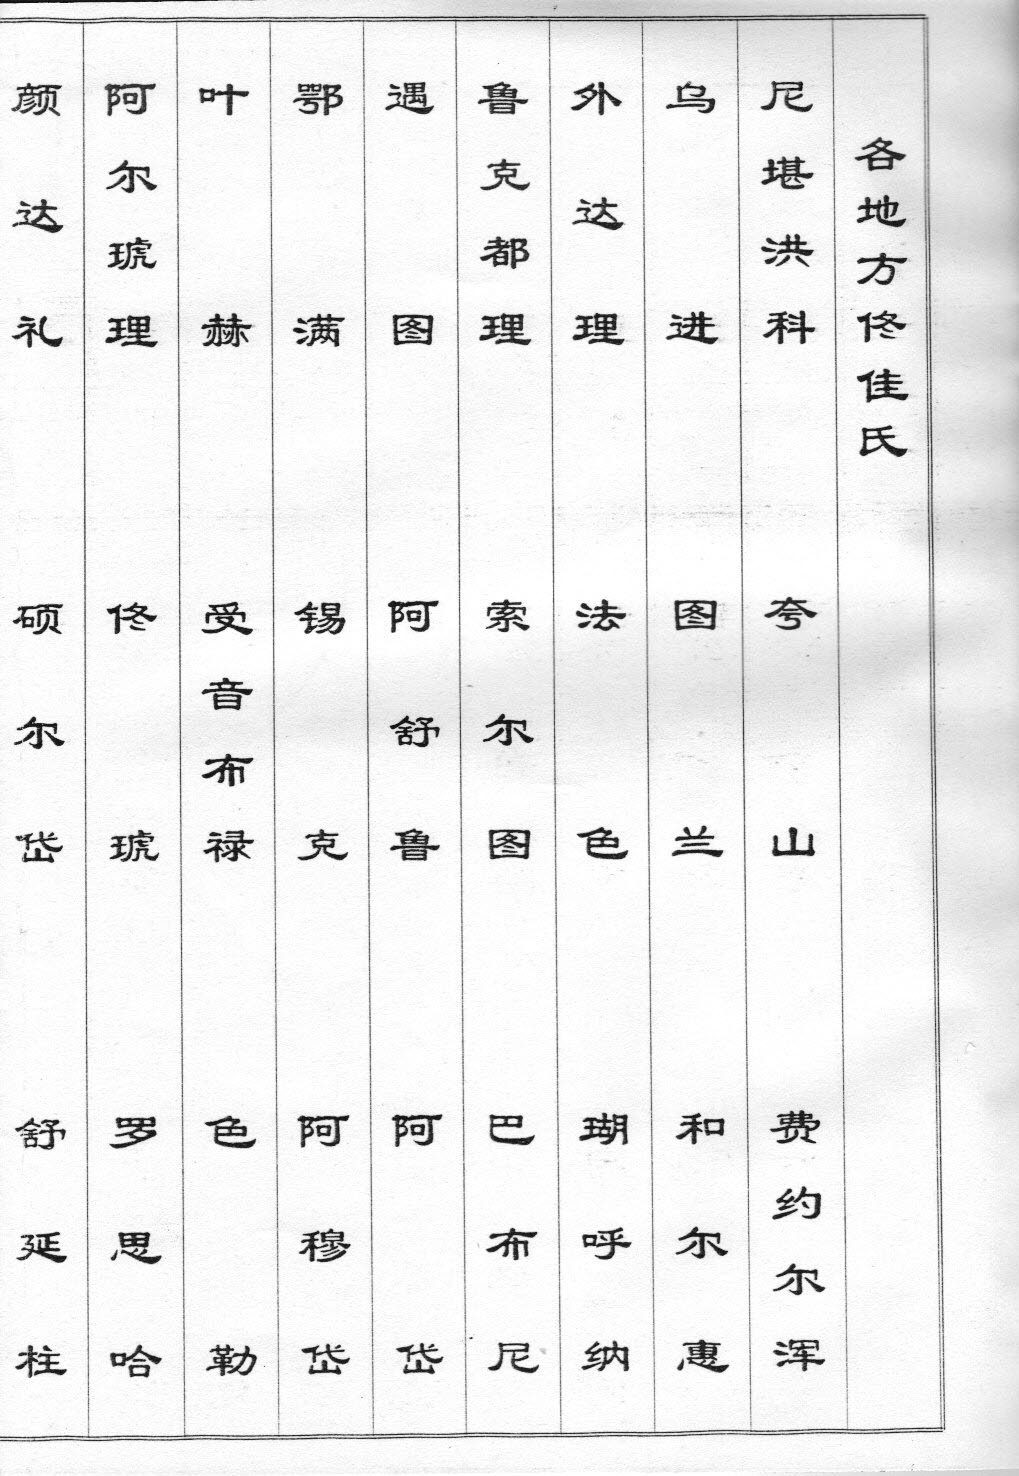 各地方佟佳氏
尼堪洪科 夸山 费约尔浑
乌进 图兰 和尔惠
外达理 法色 瑚呼纳
鲁克都理 索尔图 巴布尼
遇图 阿舒鲁 阿岱
鄂满 锡克 阿穆岱
叶赫 受音布禄 色勒
阿尔琥理 佟琥 罗思哈
颜达礼 硕尔岱 舒延柱